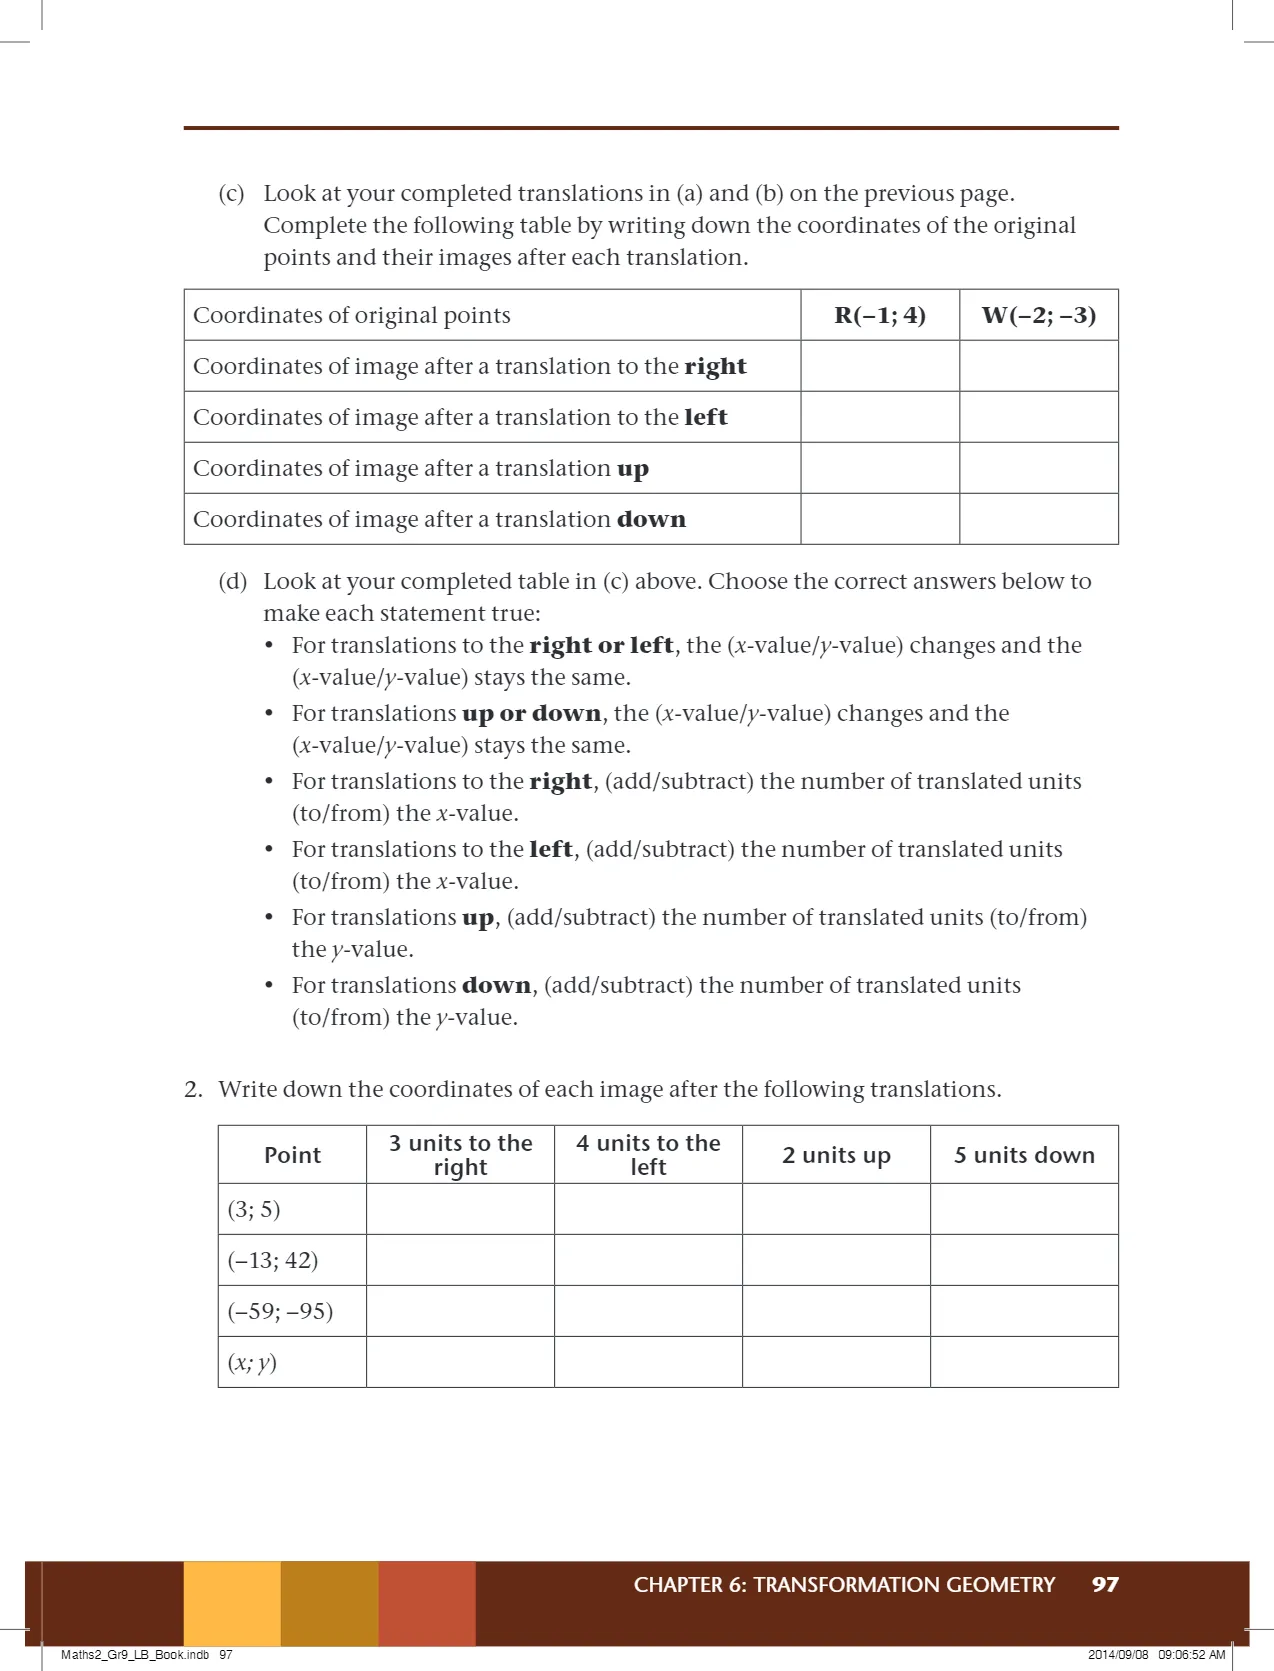 (c) Look at your completed translations in (a) and (b) on the previous page.
Complete the following table by writing down the coordinates of the original
points and their images after each translation.
Coordinates of original points R(–1; 4) W(–2; –3)
Coordinates of image after a translation to the right
Coordinates of image after a translation to the left
Coordinates of image after a translation up
Coordinates of image after a translation down
(d) Look at your completed table in (c) above. Choose the correct answers below to
make each statement true:
• For translations to the right or left, the (x-value/y-value) changes and the
(x-value/y-value) stays the same.
• For translations up or down, the (x-value/y-value) changes and the
(x-value/y-value) stays the same.
• For translations to the right, (add/subtract) the number of translated units
(to/from) the x-value.
• For translations to the left, (add/subtract) the number of translated units
(to/from) the x-value.
• For translations up, (add/subtract) the number of translated units (to/from)
the y-value.
• For translations down, (add/subtract) the number of translated units
(to/from) the y-value.
2. Write down the coordinates of each image after the following translations.
Point 3 units to the right 4 units to the left 2 units up 5 units down
(3; 5)
(–13; 42)
(–59; –95)
(x; y)
CHAPTER 6: TRANSFORMATION GEOMETRY 97
Maths2_Gr9_LB_Book.indb 97 2014/09/08 09:06:52 AM